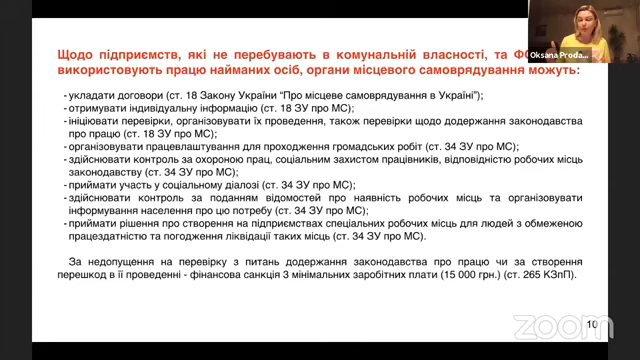 Щодо підприємств, які не перебувають в комунальній власності, та
використовують працю найманих осіб, органи місцевого самоврядування можуть:
- укладати договори (ст. 18 Закону України “Про місцеве самоврядування в Україні”);
- отримувати індивідуальну інформацію (ст. 18 ЗУ про МС);
- ініціювати перевірки, організовувати їх проведення, також перевірки щодо додержання законодавства
про працю (ст. 18 ЗУ про МС);
- організовувати працевлаштування для проходження громадських робіт (ст. 34 ЗУ про МС);
- здійснювати контроль за охороною прац, соціальним захистом працівників, відповідністю робочих місць
законодавству (ст. 34 ЗУ про МС);
- приймати участь у соціальному діалозі (ст. 34 ЗУ про МС);
- здійснювати контроль за поданням відомостей про наявність робочих місць та організовувати
інформування населення про цю потребу (ст. 34 ЗУ про МС);
- приймати рішення про створення на підприємствах спеціальних робочих місць для людей з обмеженою
працездатністю та погодження ліквідації таких місць (ст. 34 ЗУ про МС).
За недопущення на перевірку з питань додержання законодавства про працю чи за створення
перешкод в її проведенні - фінансова санкція 3 мінімальних заробітних плати (15 000 грн.) (ст. 265 КЗпП).
Oksana Proda...
10
zoom